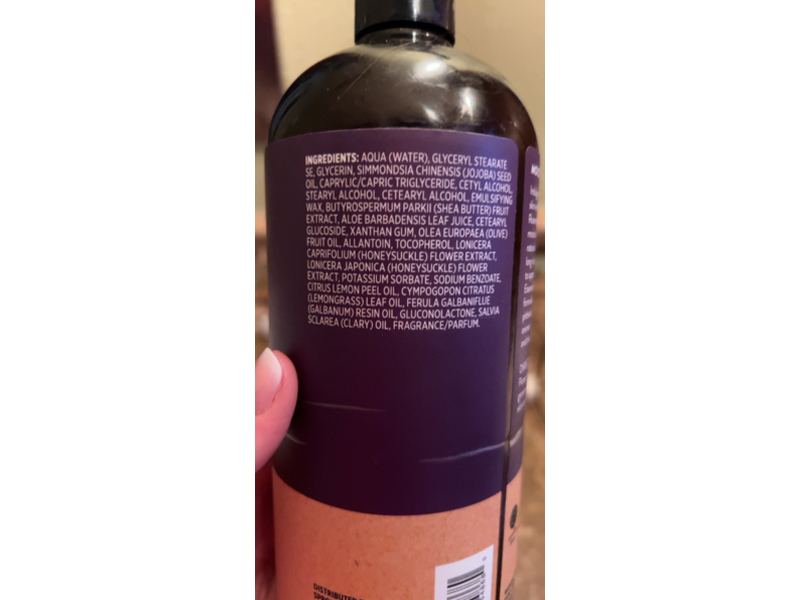 INGREDIENTS: AQUA (WATER), GLYCERYL STEARATE
SE, GLYCERIN, SIMMONDSIA CHINENSIS (JOJOBA) SEED
OIL, CAPRYLIC/CAPRIC TRIGLYCERIDE, CETYL ALCOHOL,
STEARYL ALCOHOL, CETEARYL ALCOHOL, EMULSIFYING
WAX, BUTYROSPERMUM PARKII (SHEA BUTTER) FRUIT
EXTRACT, ALOE BARBADENSIS LEAF JUICE, CETEARYL
GLUCOSIDE, XANTHAN GUM, OLEA EUROPAEA (OLIVE)
FRUIT OIL, ALLANTOIN, TOCOPHEROL, LONICERA
CAPRIFOLIUM (HONEYSUCKLE) FLOWER EXTRACT,
LONICERA JAPONICA (HONEYSUCKLE) FLOWER
EXTRACT, POTASSIUM SORBATE, SODIUM BENZOATE,
CITRUS LEMON PEEL OIL, CYMPOGOPON CITRATUS
(LEMONGRASS) LEAF OIL, FERULA GALBANIFLUE
(GALBANUM) RESIN OIL, GLUCONOLACTONE, SALVIA
SCLAREA (CLARY) OIL, FRAGRANCE/PARFUM.
DISTRIBUTED